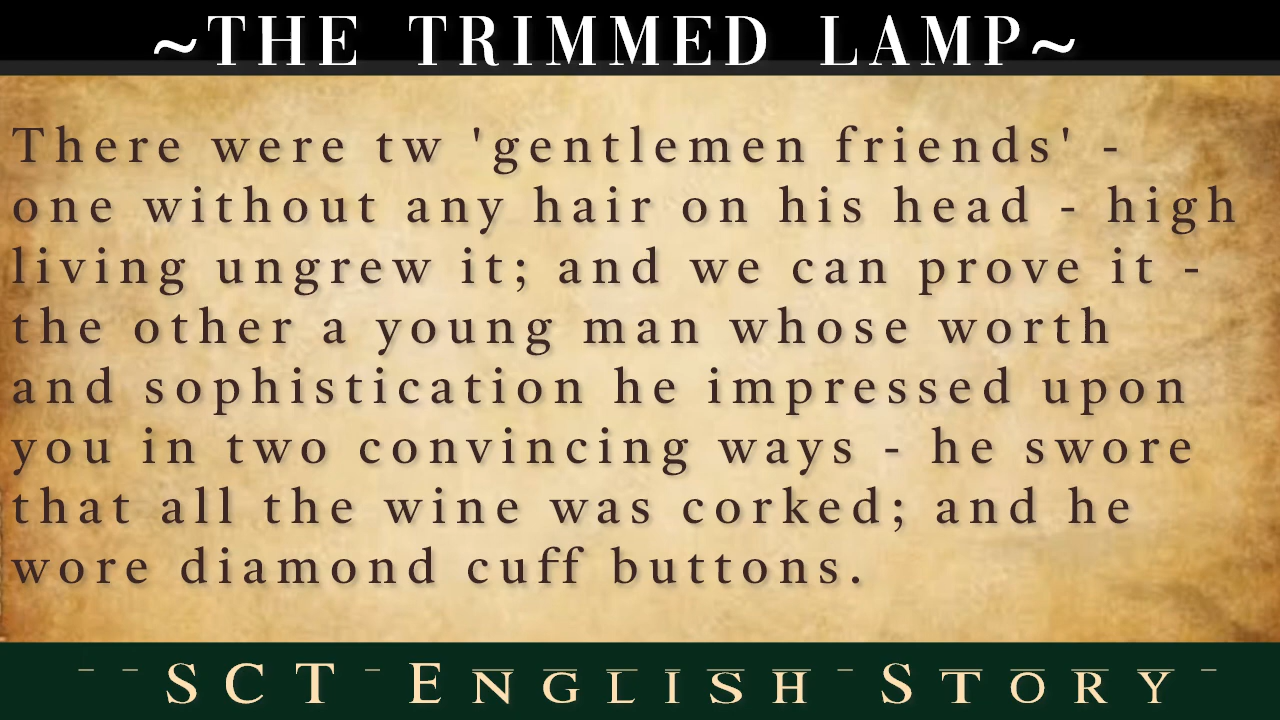 ~THE TRIMMED LAMP~
There were tw 'gentlemen friends' -
one without any hair on his head - high
living ungrew it; and we can prove it -
the other a young man whose worth
and sophistication he impressed upon
you in two convincing ways - he swore
that all the wine was corked; and he
wore diamond cuff buttons.
SCT English Story